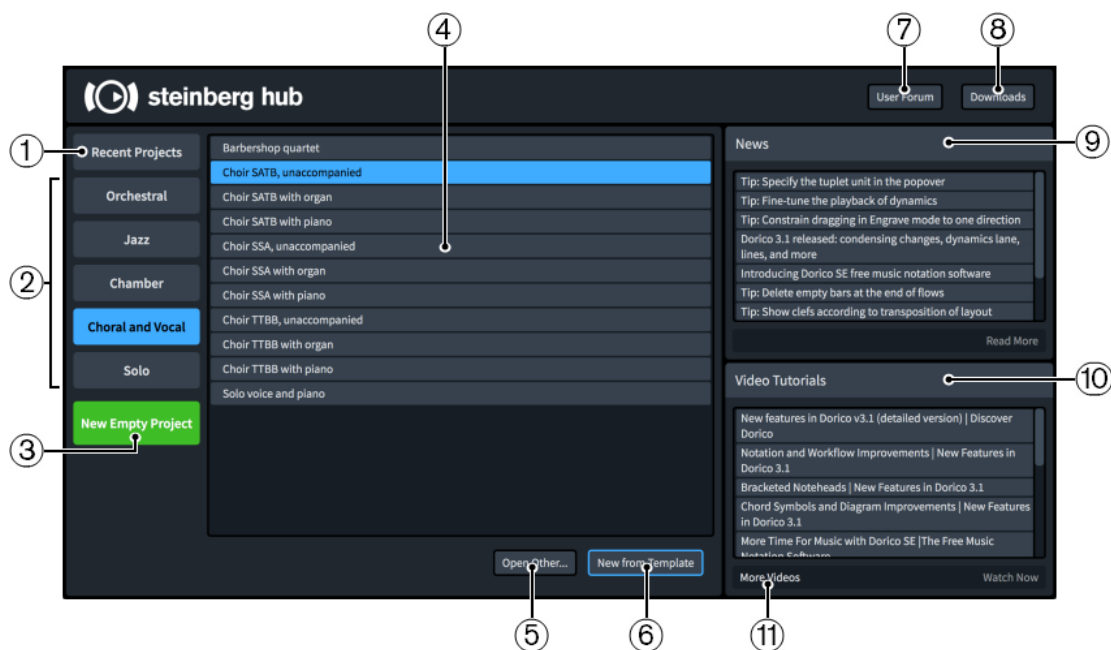 ④
⑦
⑧
steinberg hub
User Forum
Downloads
①
Recent Projects
②
Orchestral
Jazz
Chamber
Choral and Vocal
Solo
③
New Empty Project
Barbershop quartet
Choir SATB, unaccompanied
Choir SATB with organ
Choir SATB with piano
Choir SSA, unaccompanied
Choir SSA with organ
Choir SSA with piano
Choir TTBB, unaccompanied
Choir TTBB with organ
Choir TTBB with piano
Solo voice and piano
Open Other...
New from Template
⑤
⑥
News
⑨
Tip: Specify the tuplet unit in the popover
Tip: Fine-tune the playback of dynamics
Tip: Constrain dragging in Engrave mode to one direction
Dorico 3.1 released: condensing changes, dynamics lane,
lines, and more
Introducing Dorico SE free music notation software
Tip: Delete empty bars at the end of flows
Tip: Show clefs according to transposition of layout
Read More
Video Tutorials
⑩
New features in Dorico v3.1 (detailed version) | Discover
Dorico
Notation and Workflow Improvements | New Features in
Dorico 3.1
Bracketed Noteheads | New Features in Dorico 3.1
Chord Symbols and Diagram Improvements | New Features
in Dorico 3.1
More Time For Music with Dorico SE |The Free Music
Notation Software
More Videos
Watch Now
⑪